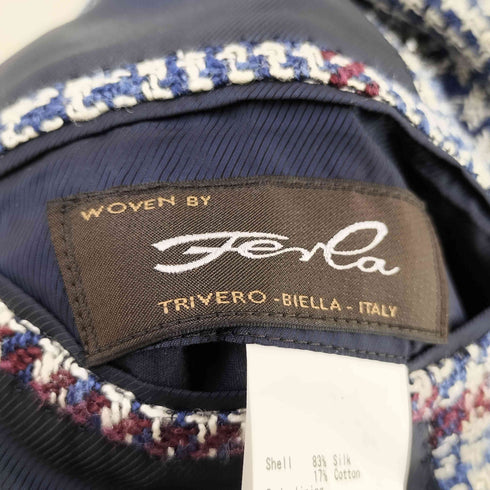 WOVEN BY
Ferla
TRIVERO - BIELLA - ITALY
Shell 83% Silk
17% Cotton